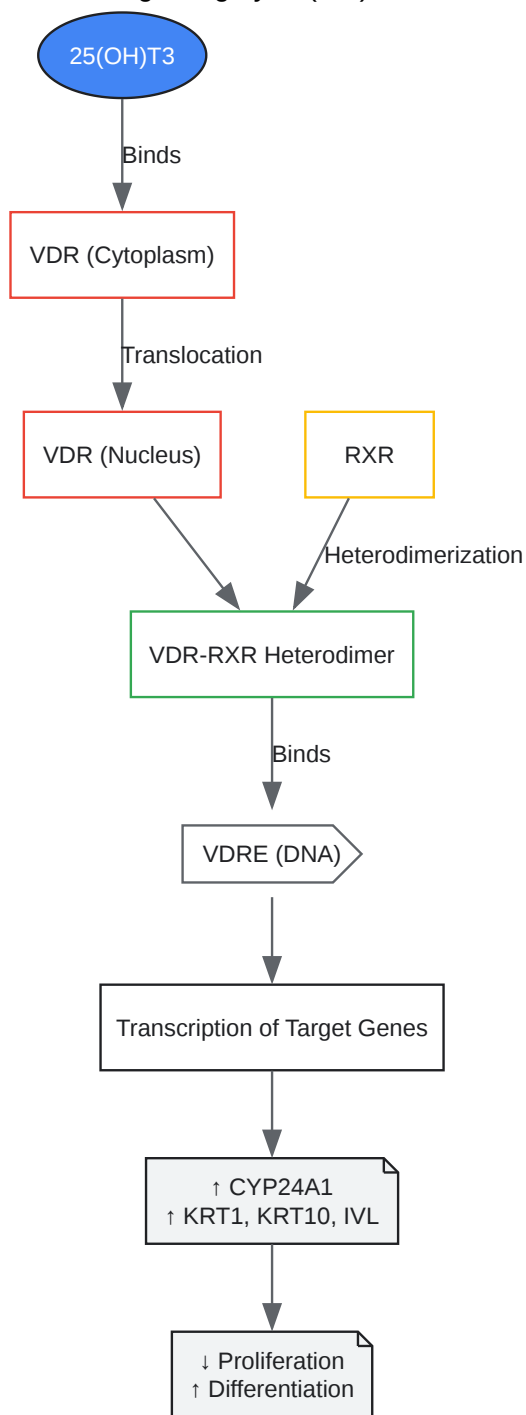 25(OH)T3
Binds
VDR (Cytoplasm)
Translocation
VDR (Nucleus)
RXR
Heterodimerization
VDR-RXR Heterodimer
Binds
VDRE (DNA)
Transcription of Target Genes
↑ CYP24A1
↑ KRT1, KRT10, IVL
↓ Proliferation
↑ Differentiation